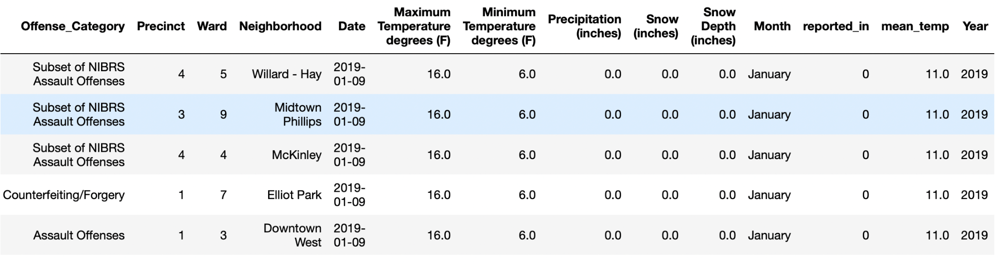 Offense_Category Precinct Ward Neighborhood Date Maximum Temperature degrees (F) Minimum Temperature degrees (F) Precipitation (inches) Snow (inches) Snow Depth (inches) Month reported_in mean_temp Year
Subset of NIBRS Assault Offenses 4 5 Willard - Hay 2019-01-09 16.0 6.0 0.0 0.0 0.0 January 0 11.0 2019
Subset of NIBRS Assault Offenses 3 9 Midtown Phillips 2019-01-09 16.0 6.0 0.0 0.0 0.0 January 0 11.0 2019
Subset of NIBRS Assault Offenses 4 4 McKinley 2019-01-09 16.0 6.0 0.0 0.0 0.0 January 0 11.0 2019
Counterfeiting/Forgery 1 7 Elliot Park 2019-01-09 16.0 6.0 0.0 0.0 0.0 January 0 11.0 2019
Assault Offenses 1 3 Downtown West 2019-01-09 16.0 6.0 0.0 0.0 0.0 January 0 11.0 2019